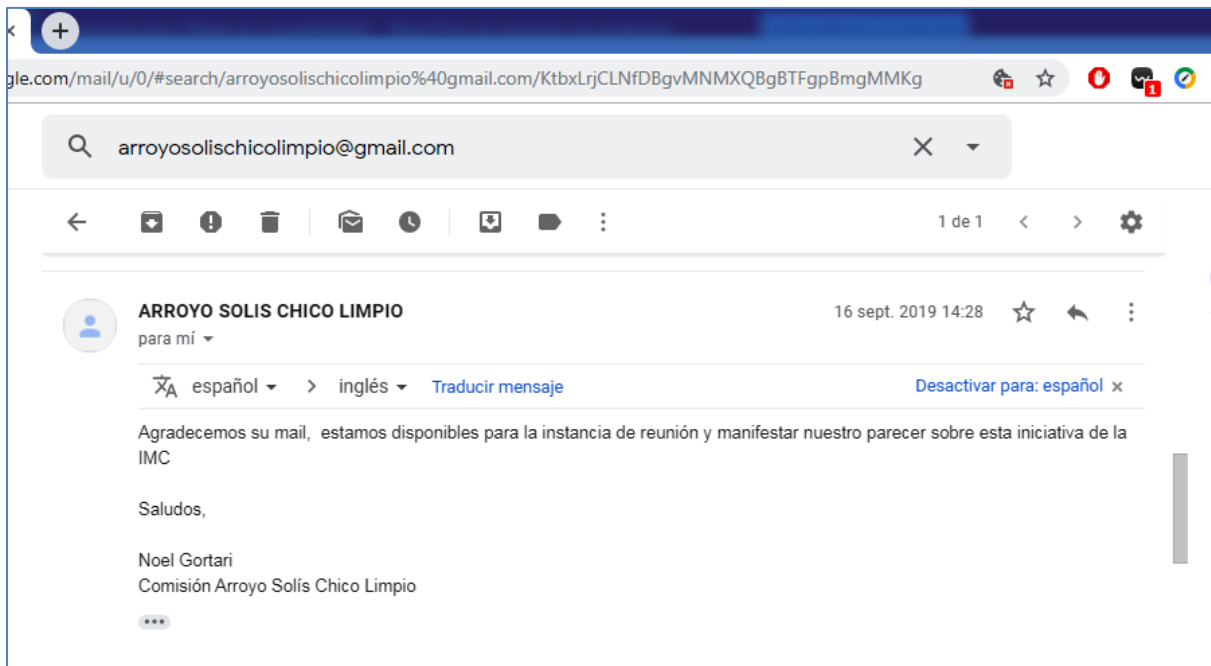 gle.com/mail/u/0/#search/arroyosolischicolimpio%40gmail.com/KtbxLrjCLNfDBgvMNMXQBgBTFgpBmgMMKg
1
arroyosolischicolimpio@gmail.com
1 de 1
ARROYO SOLIS CHICO LIMPIO
16 sept. 2019 14:28
para mí
español > inglés Traducir mensaje
Desactivar para: español ×
Agradecemos su mail, estamos disponibles para la instancia de reunión y manifestar nuestro parecer sobre esta iniciativa de la
IMC
Saludos,
Noel Gortari
Comisión Arroyo Solís Chico Limpio